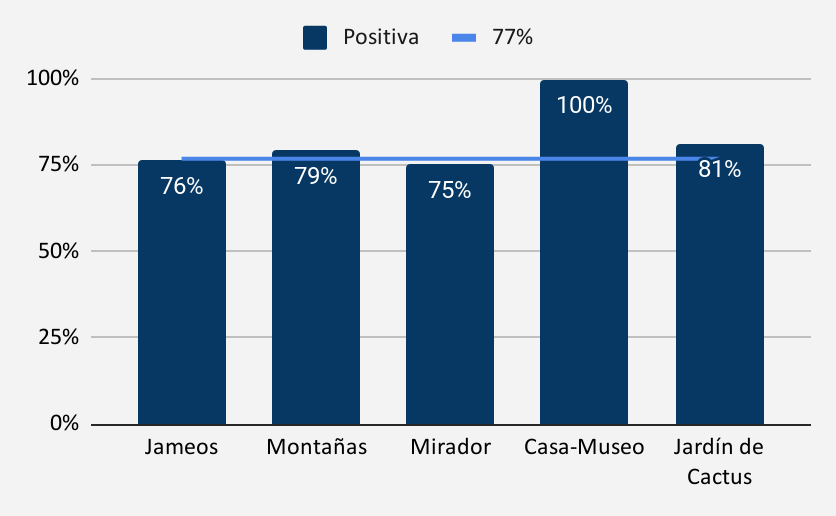 Positiva 77%
100%
75%
50%
25%
0%
76%
79%
75%
100%
81%
Jameos
Montañas
Mirador
Casa-Museo
Jardín de
Cactus